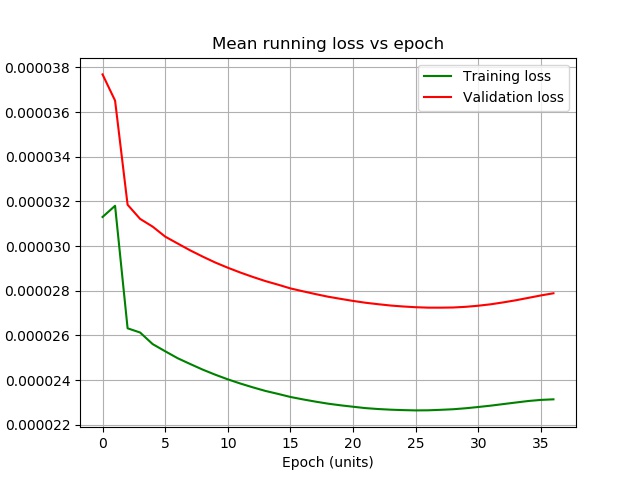 Mean running loss vs epoch
Training loss
Validation loss
0.000038
0.000036
0.000034
0.000032
0.000030
0.000028
0.000026
0.000024
0.000022
0 5 10 15 20 25 30 35
Epoch (units)